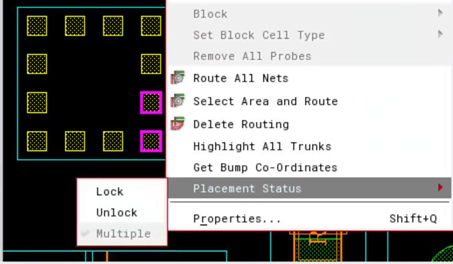 Block
Set Block Cell Type
Remove All Probes
Route All Nets
Select Area and Route
Delete Routing
Highlight All Trunks
Get Bump Co-Ordinates
Placement Status
Lock
Unlock
Multiple
Properties... Shift+Q